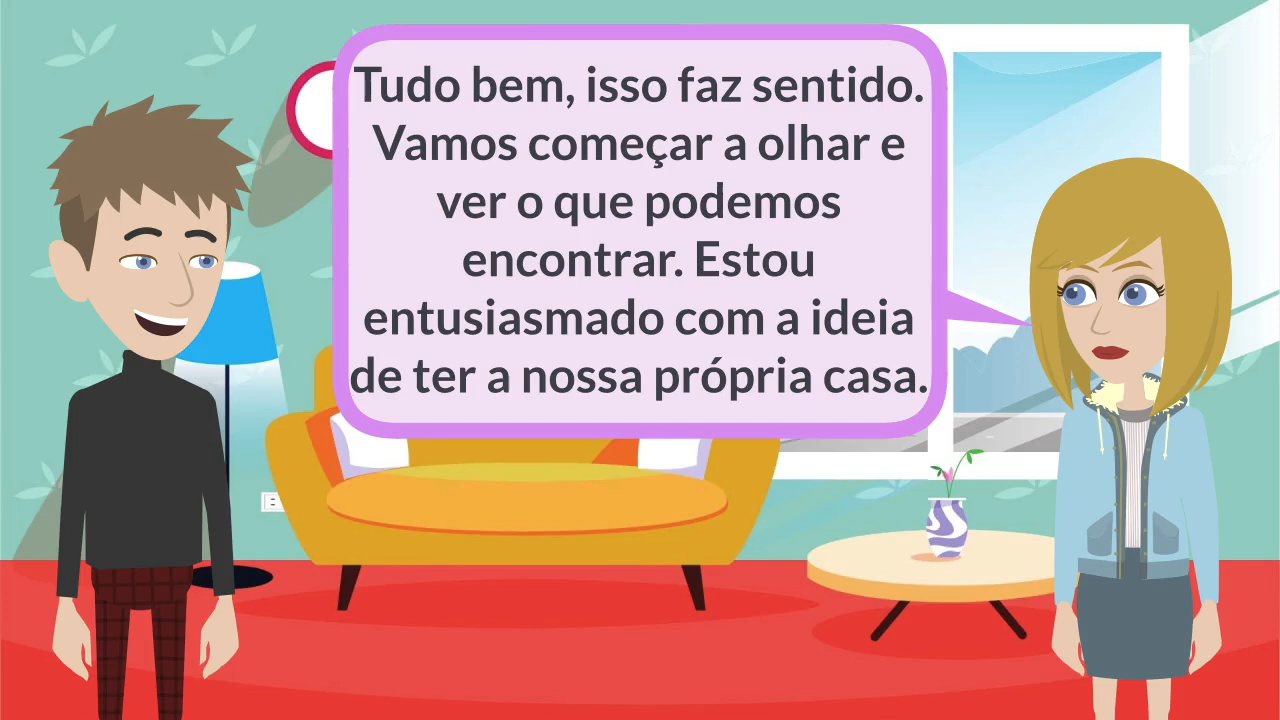 Tudo bem, isso faz sentido.
Vamos começar a olhar e
ver o que podemos
encontrar. Estou
entusiasmado com a ideia
de ter a nossa própria casa.